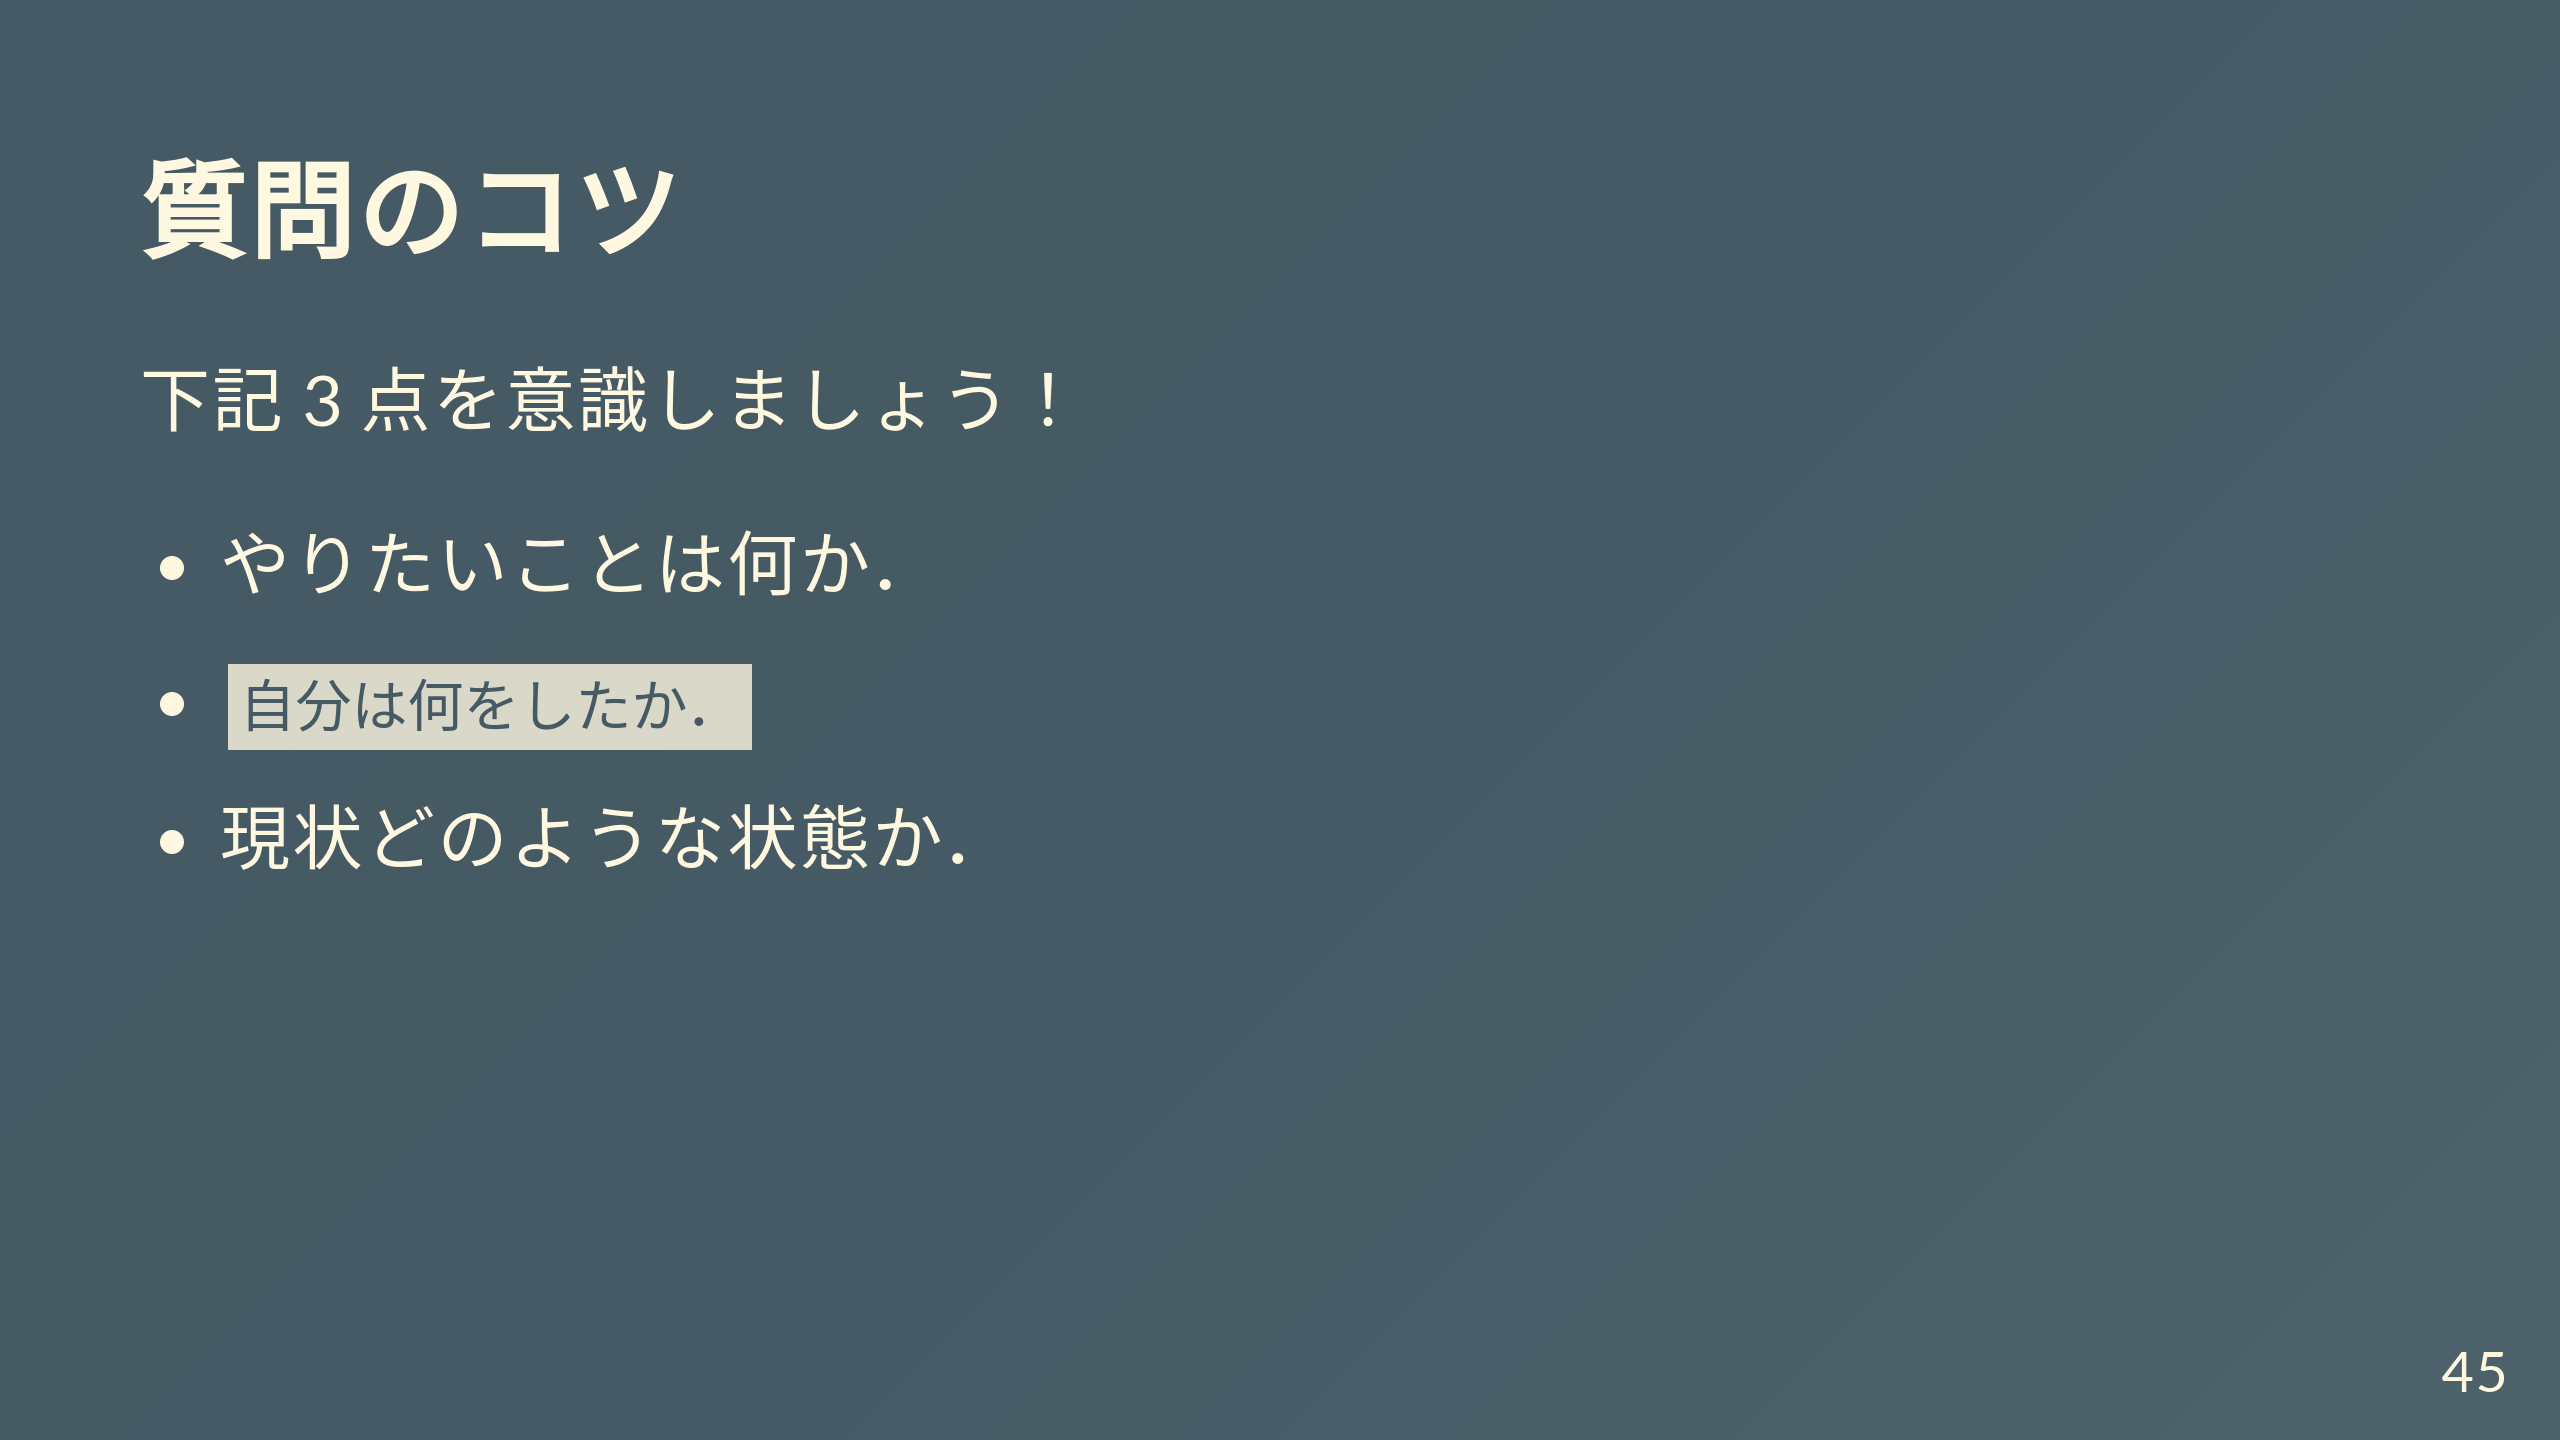 質問のコツ
下記 3 点を意識しましょう！
• やりたいことは何か．
• 自分は何をしたか．
• 現状どのような状態か．
45